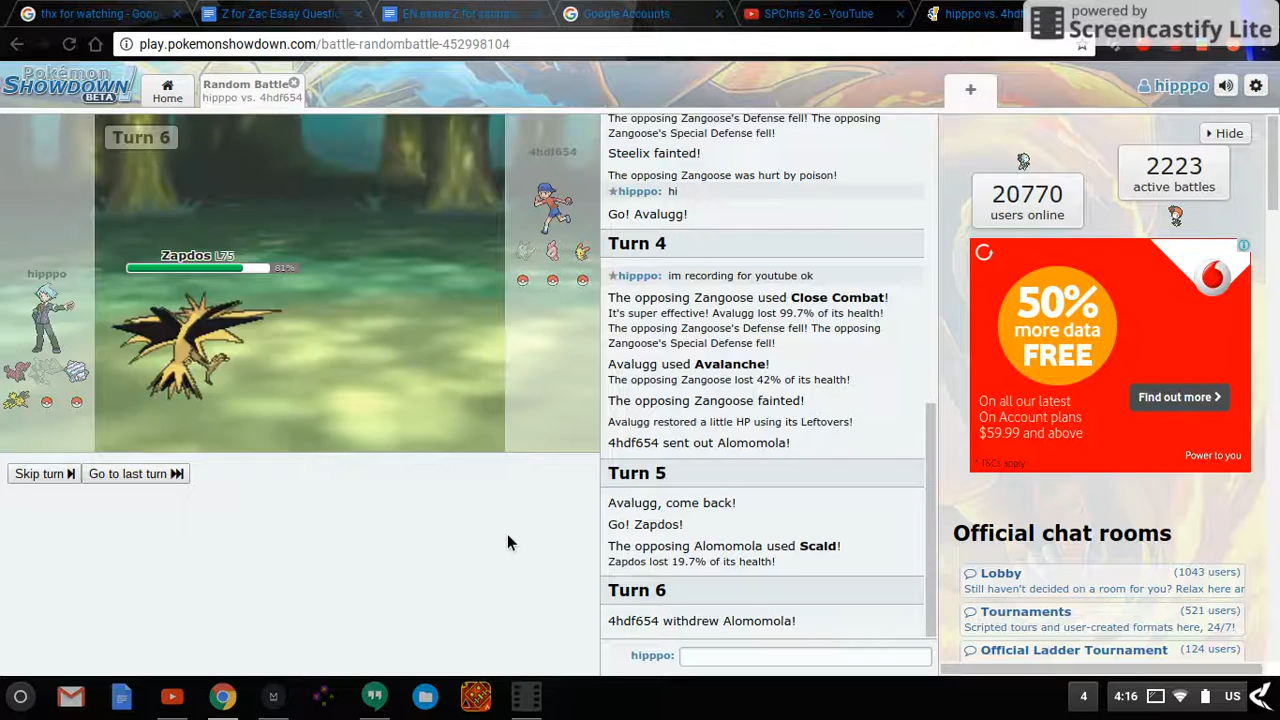 thx for watching - Goog
Z for Zac Essay Questi
Google Accounts
SPChris 26 - YouTube
hipppo vs. 4hdf
powered by
Screencastify Lite
play.pokemonshowdown.com/battle-randombattle-452998104
Pokémon
SHOWDOWN
BETA
Home
Random Battle
hipppo vs. 4hdf654
+
hipppo
Turn 6
4hdf654
hipppo
Zapdos L75
81%
Skip turn
Go to last turn
The opposing Zangoose's Defense fell! The opposing
Zangoose's Special Defense fell!
Steelix fainted!
The opposing Zangoose was hurt by poison!
★hipppo: hi
Go! Avalugg!
Turn 4
★hipppo: im recording for youtube ok
The opposing Zangoose used Close Combat!
It's super effective! Avalugg lost 99.7% of its health!
The opposing Zangoose's Defense fell! The opposing
Zangoose's Special Defense fell!
Avalugg used Avalanche!
The opposing Zangoose lost 42% of its health!
The opposing Zangoose fainted!
Avalugg restored a little HP using its Leftovers!
4hdf654 sent out Alomomola!
Turn 5
Avalugg, come back!
Go! Zapdos!
The opposing Alomomola used Scald!
Zapdos lost 19.7% of its health!
Turn 6
4hdf654 withdrew Alomomola!
hipppo:
Hide
20770
users online
2223
active battles
50%
more data
FREE
On all our latest
On Account plans
$59.99 and above
Find out more
* T&Cs apply
Power to you
Official chat rooms
Lobby (1043 users)
Still haven't decided on a room for you? Relax here ar
Tournaments (521 users)
Scripted tours and user-created formats here, 24/7!
Official Ladder Tournament (124 users)
4
4:16
US